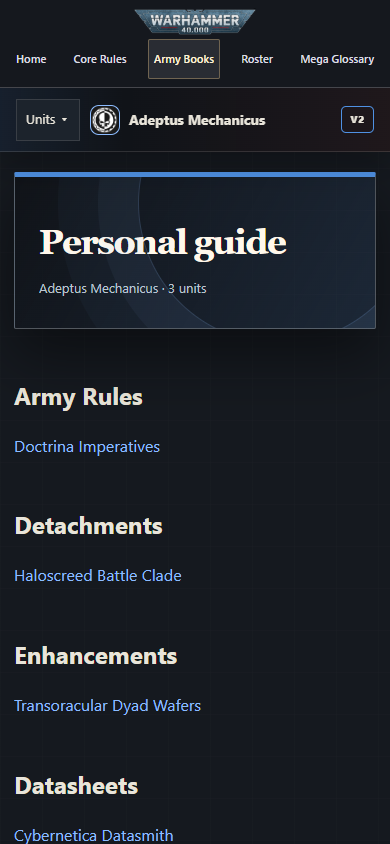 WARHAMMER
40,000
Home Core Rules Army Books Roster Mega Glossary
Units Adeptus Mechanicus V2
Personal guide
Adeptus Mechanicus · 3 units
Army Rules
Doctrina Imperatives
Detachments
Haloscreed Battle Clade
Enhancements
Transoracular Dyad Wafers
Datasheets
Cybernetica Datasmith